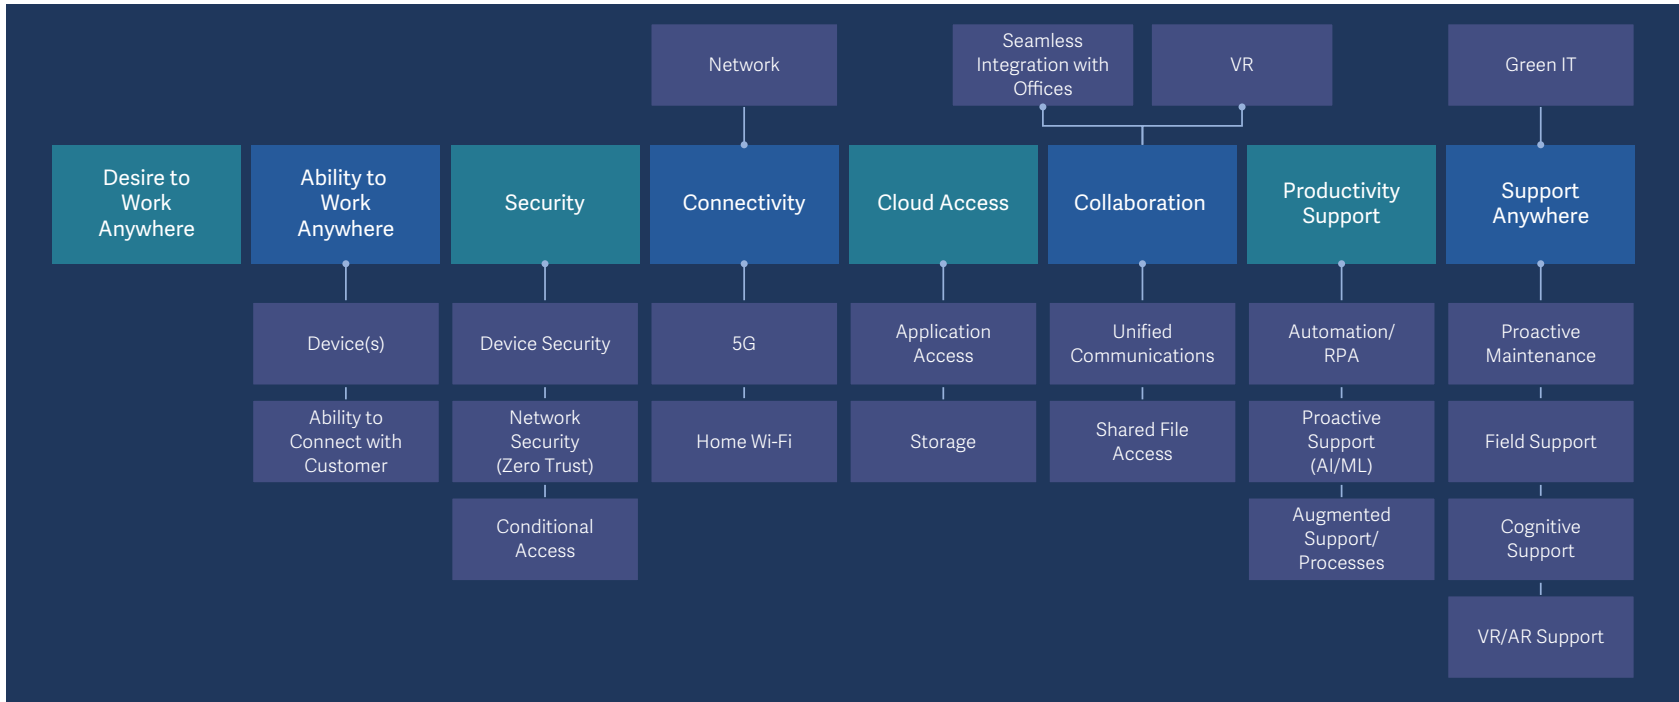 Network
Seamless
Integration with
Offices
VR
Green IT
Desire to
Work
Anywhere
Ability to
Work
Anywhere
Security
Connectivity
Cloud Access
Collaboration
Productivity
Support
Support
Anywhere
Device(s)
Device Security
5G
Application
Access
Unified
Communications
Automation/
RPA
Proactive
Maintenance
Ability to
Connect with
Customer
Network
Security
(Zero Trust)
Home Wi-Fi
Storage
Shared File
Access
Proactive
Support
(AI/ML)
Field Support
Conditional
Access
Augmented
Support/
Processes
Cognitive
Support
VR/AR Support